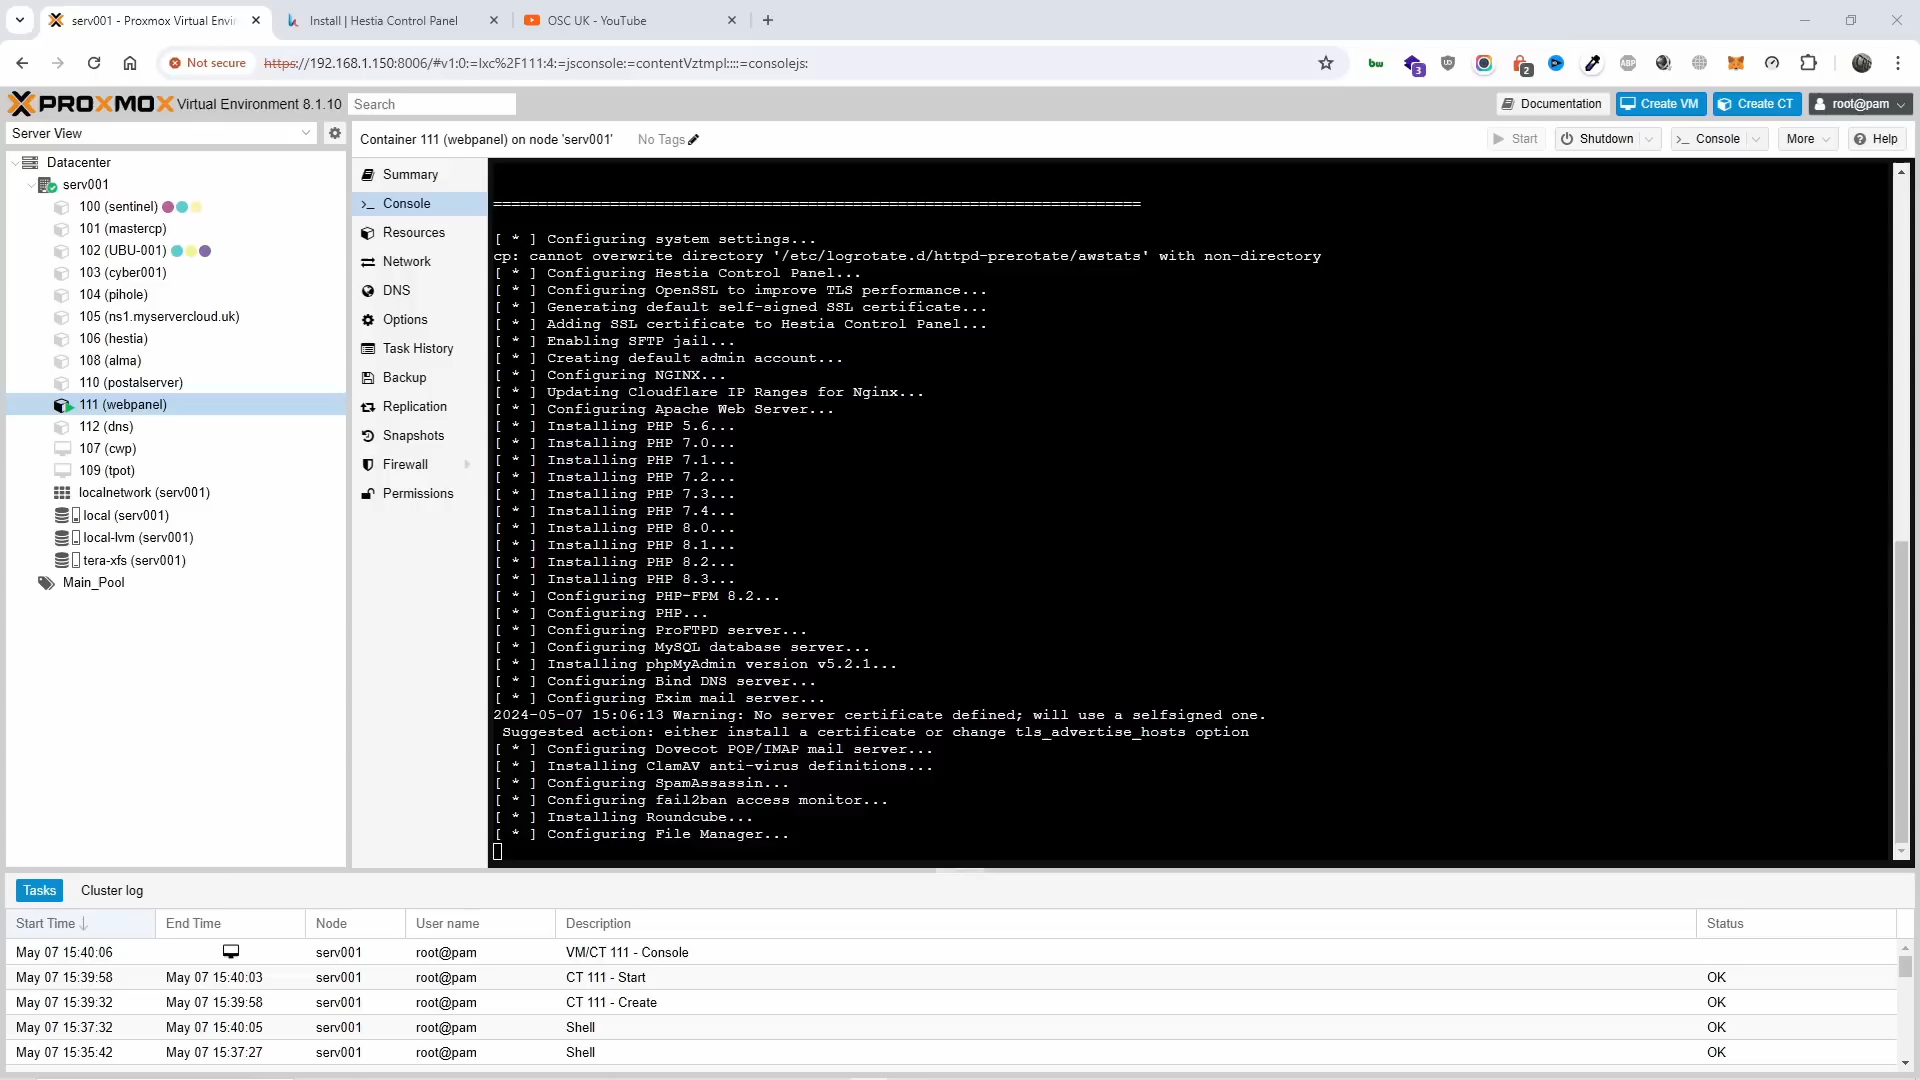 serv001 - Proxmox Virtual Envir
Install | Hestia Control Panel
OSC UK - YouTube
Not secure
https://192.168.1.150:8006/#v1:0:=lxc%2F111:4:=jsconsole:=contentVztmpl::::=consolejs:
bw
3
2
ABP
PROXMOX Virtual Environment 8.1.10
Search
Documentation
Create VM
Create CT
root@pam
Server View
Container 111 (webpanel) on node 'serv001'
No Tags
Start
Shutdown
Console
More
Help
Datacenter
serv001
100 (sentinel)
101 (mastercp)
102 (UBU-001)
103 (cyber001)
104 (pihole)
105 (ns1.myservercloud.uk)
106 (hestia)
108 (alma)
110 (postalserver)
111 (webpanel)
112 (dns)
107 (cwp)
109 (tpot)
localnetwork (serv001)
local (serv001)
local-lvm (serv001)
tera-xfs (serv001)
Main_Pool
Summary
Console
Resources
Network
DNS
Options
Task History
Backup
Replication
Snapshots
Firewall
Permissions
========================================================================
[ * ] Configuring system settings...
cp: cannot overwrite directory '/etc/logrotate.d/httpd-prerotate/awstats' with non-directory
[ * ] Configuring Hestia Control Panel...
[ * ] Configuring OpenSSL to improve TLS performance...
[ * ] Generating default self-signed SSL certificate...
[ * ] Adding SSL certificate to Hestia Control Panel...
[ * ] Enabling SFTP jail...
[ * ] Creating default admin account...
[ * ] Configuring NGINX...
[ * ] Updating Cloudflare IP Ranges for Nginx...
[ * ] Configuring Apache Web Server...
[ * ] Installing PHP 5.6...
[ * ] Installing PHP 7.0...
[ * ] Installing PHP 7.1...
[ * ] Installing PHP 7.2...
[ * ] Installing PHP 7.3...
[ * ] Installing PHP 7.4...
[ * ] Installing PHP 8.0...
[ * ] Installing PHP 8.1...
[ * ] Installing PHP 8.2...
[ * ] Installing PHP 8.3...
[ * ] Configuring PHP-FPM 8.2...
[ * ] Configuring PHP...
[ * ] Configuring ProFTPD server...
[ * ] Configuring MySQL database server...
[ * ] Installing phpMyAdmin version v5.2.1...
[ * ] Configuring Bind DNS server...
[ * ] Configuring Exim mail server...
2024-05-07 15:06:13 Warning: No server certificate defined; will use a selfsigned one.
Suggested action: either install a certificate or change tls_advertise_hosts option
[ * ] Configuring Dovecot POP/IMAP mail server...
[ * ] Installing ClamAV anti-virus definitions...
[ * ] Configuring SpamAssassin...
[ * ] Configuring fail2ban access monitor...
[ * ] Installing Roundcube...
[ * ] Configuring File Manager...
Tasks
Cluster log
Start Time End Time Node User name Description Status
May 07 15:40:06 serv001 root@pam VM/CT 111 - Console
May 07 15:39:58 May 07 15:40:03 serv001 root@pam CT 111 - Start OK
May 07 15:39:32 May 07 15:39:58 serv001 root@pam CT 111 - Create OK
May 07 15:37:32 May 07 15:40:05 serv001 root@pam Shell OK
May 07 15:35:42 May 07 15:37:27 serv001 root@pam Shell OK